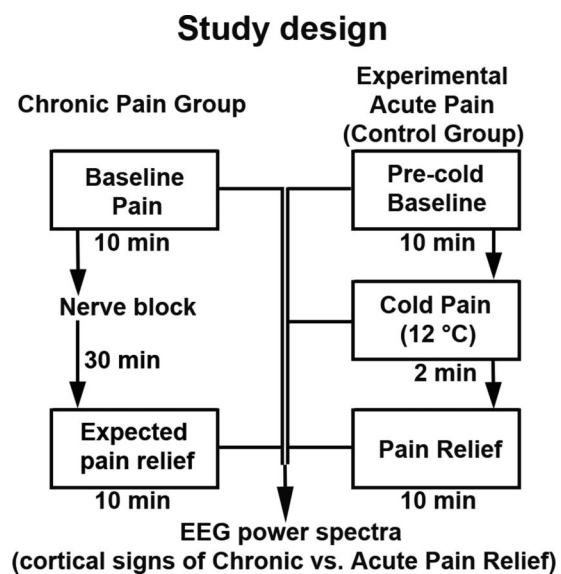 Study design
Chronic Pain Group
Experimental
Acute Pain
(Control Group)
Baseline
Pain
10 min
Nerve block
30 min
Expected
pain relief
10 min
Pre-cold
Baseline
10 min
Cold Pain
(12 °C)
2 min
Pain Relief
10 min
EEG power spectra
(cortical signs of Chronic vs. Acute Pain Relief)